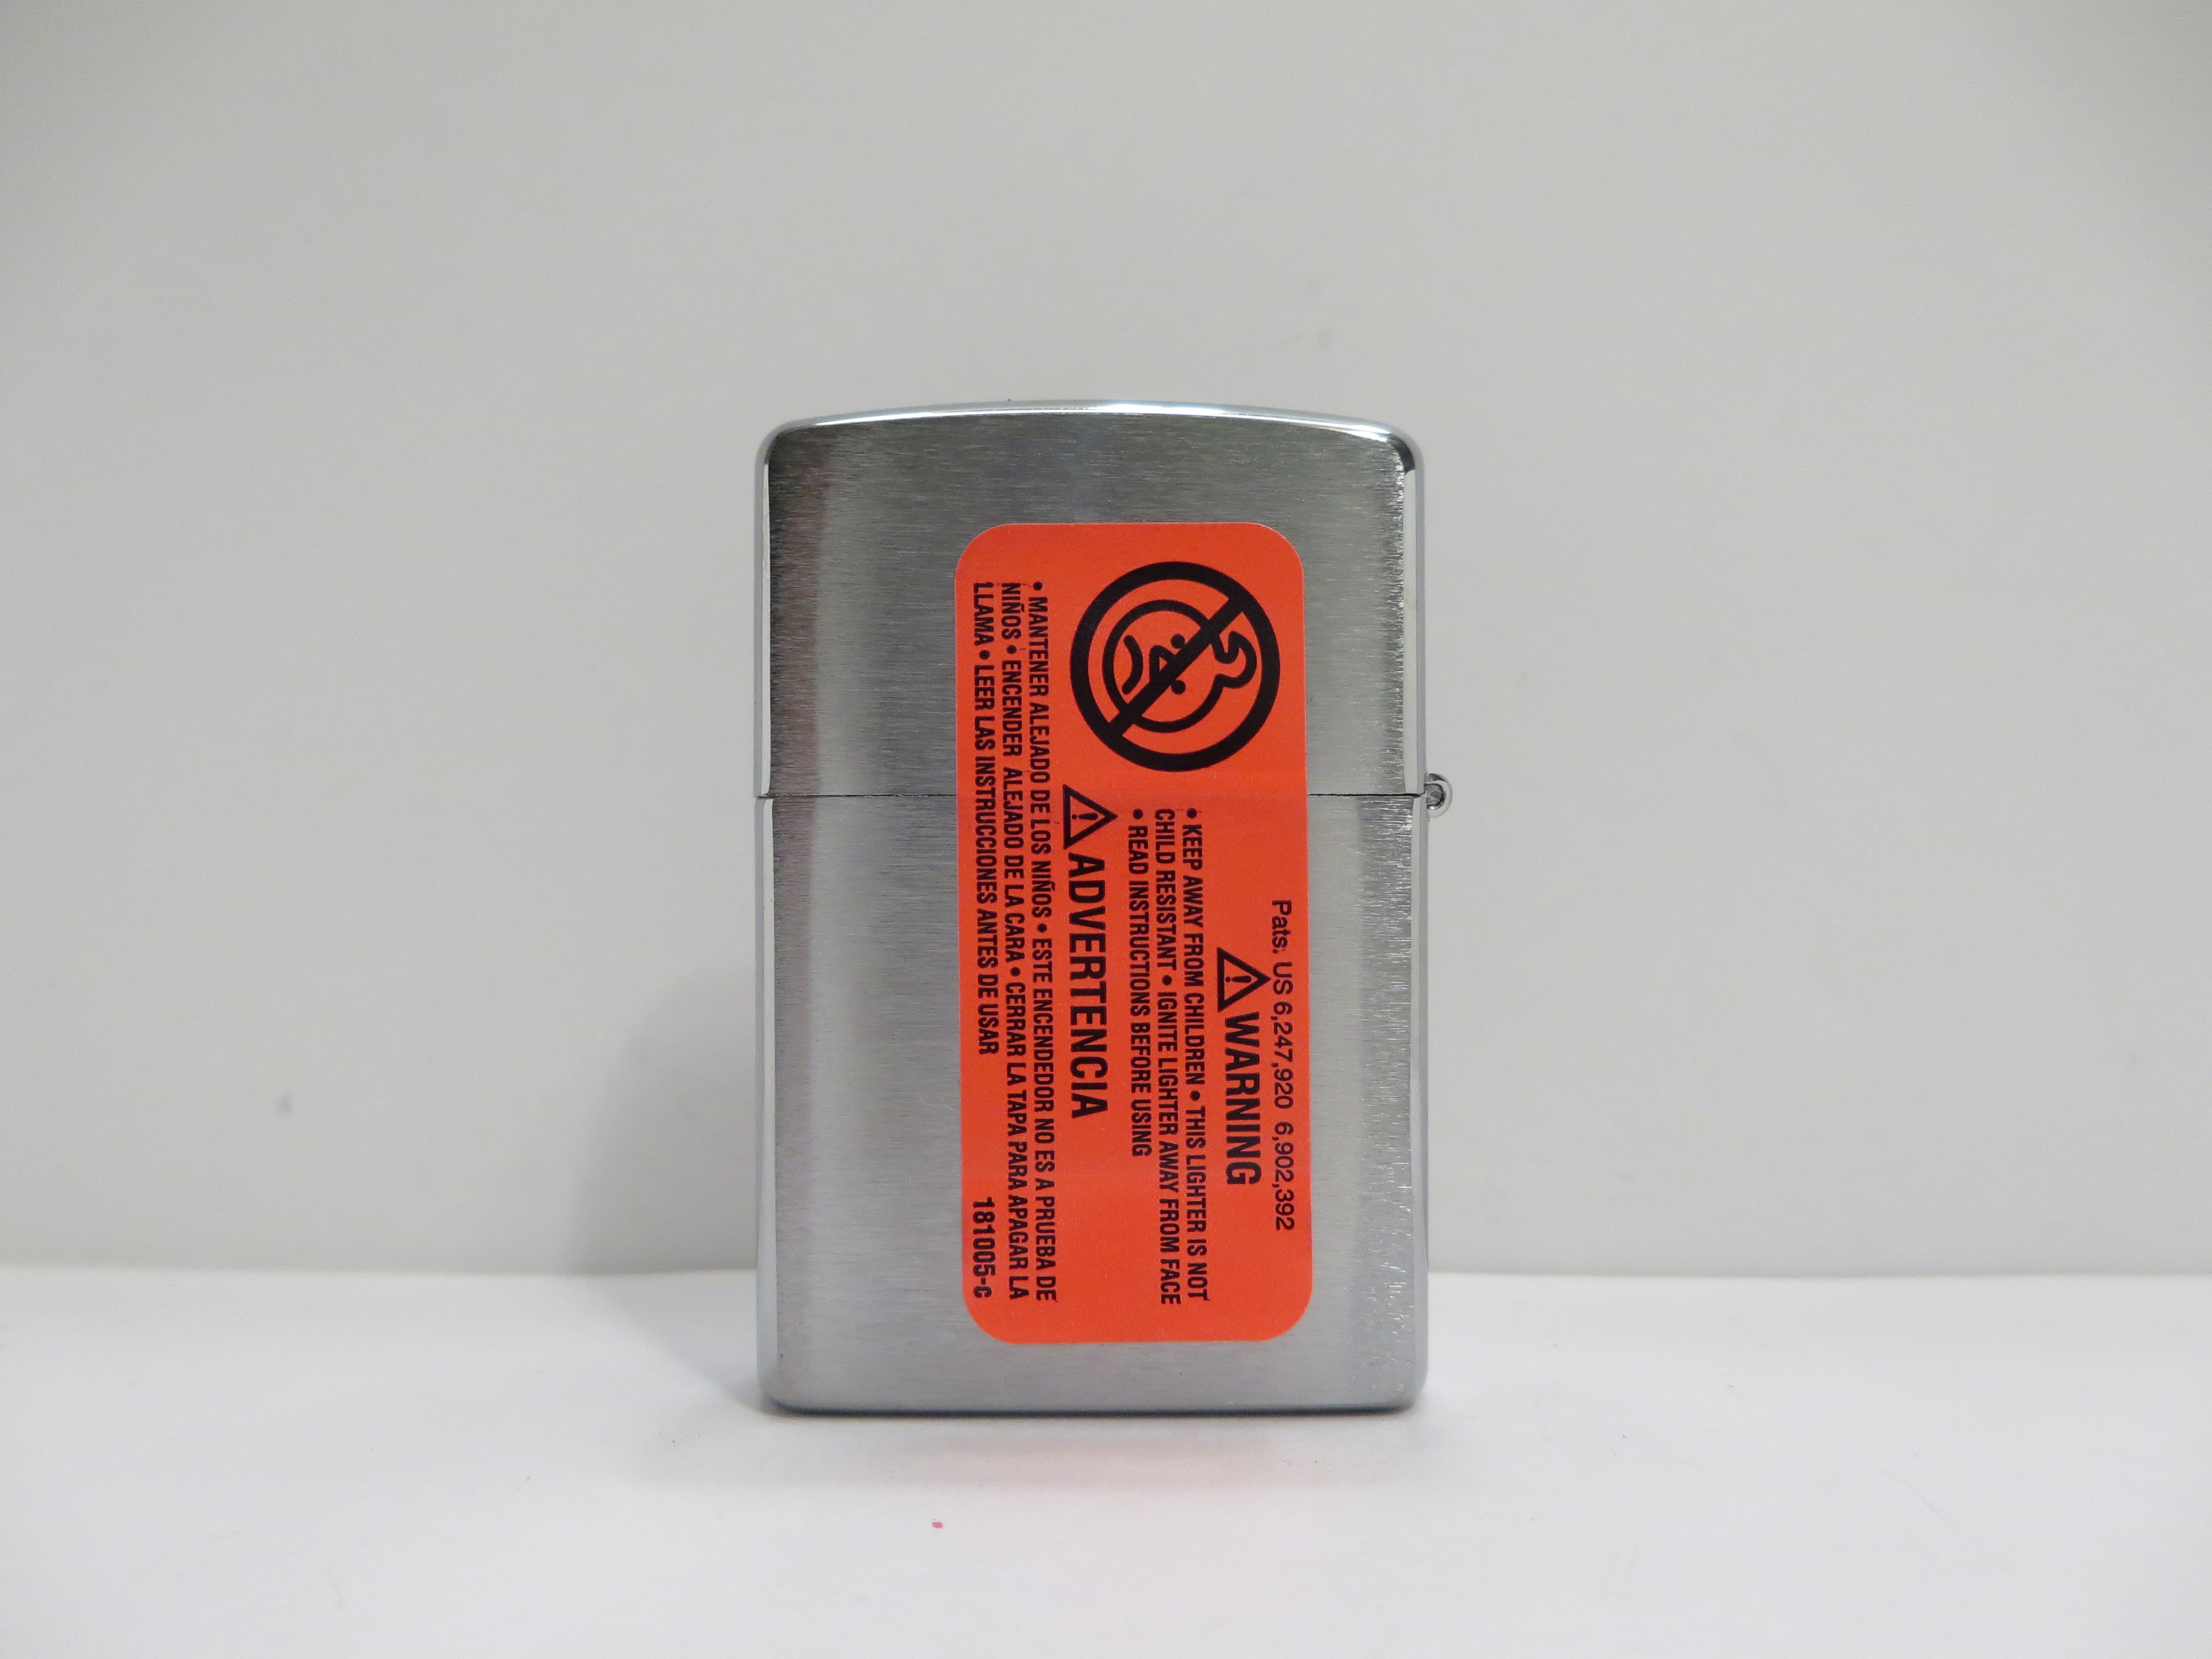 Pats: US 6,247,920 6,902,392
WARNING
• KEEP AWAY FROM CHILDREN • THIS LIGHTER IS NOT
CHILD RESISTANT • IGNITE LIGHTER AWAY FROM FACE
• READ INSTRUCTIONS BEFORE USING
ADVERTENCIA
• MANTENER ALEJADO DE LOS NIÑOS • ESTE ENCENDEDOR NO ES A PRUEBA DE
NIÑOS • ENCENDER ALEJADO DE LA CARA • CERRAR LA TAPA PARA APAGAR LA
LLAMA • LEER LAS INSTRUCCIONES ANTES DE USAR 181005-c